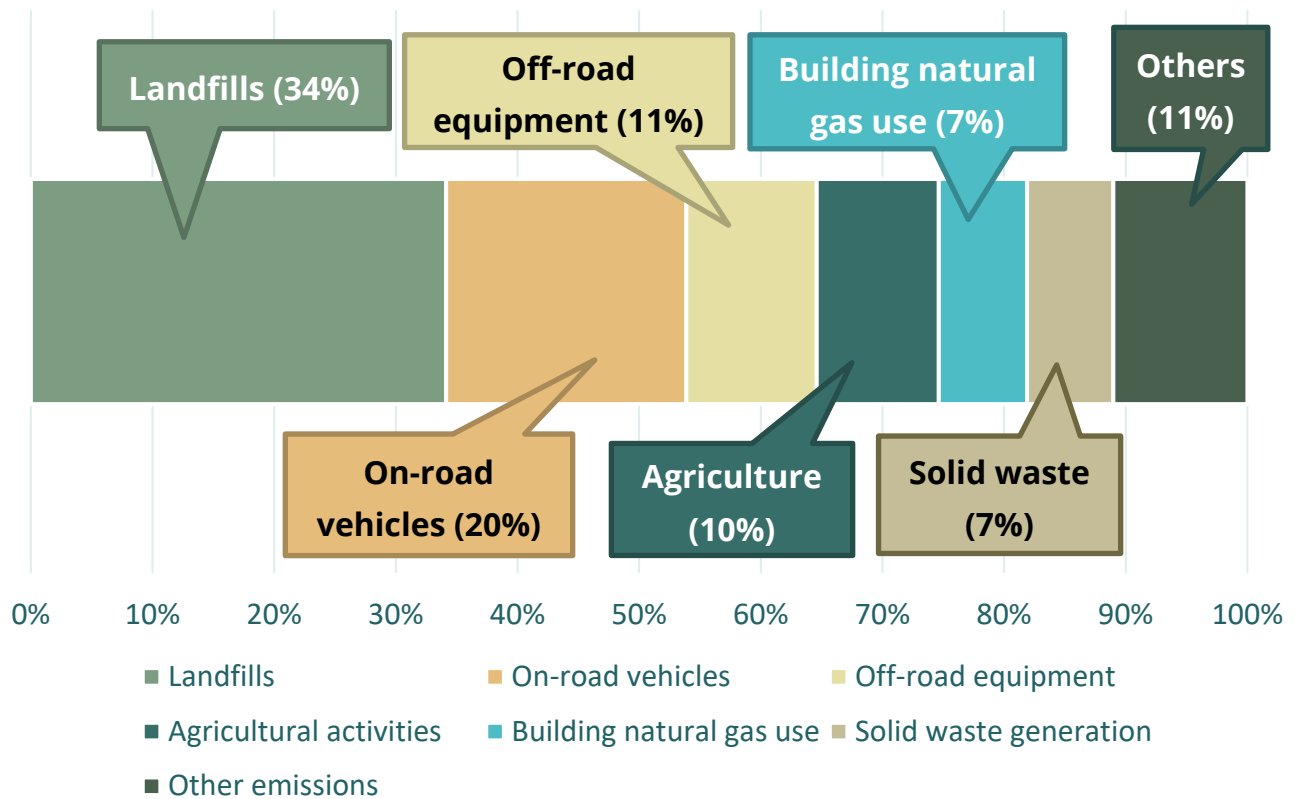 Landfills (34%)
Off-road
equipment (11%)
Building natural
gas use (7%)
Others
(11%)
On-road
vehicles (20%)
Agriculture
(10%)
Solid waste
(7%)
0% 10% 20% 30% 40% 50% 60% 70% 80% 90% 100%
Landfills On-road vehicles Off-road equipment
Agricultural activities Building natural gas use Solid waste generation
Other emissions